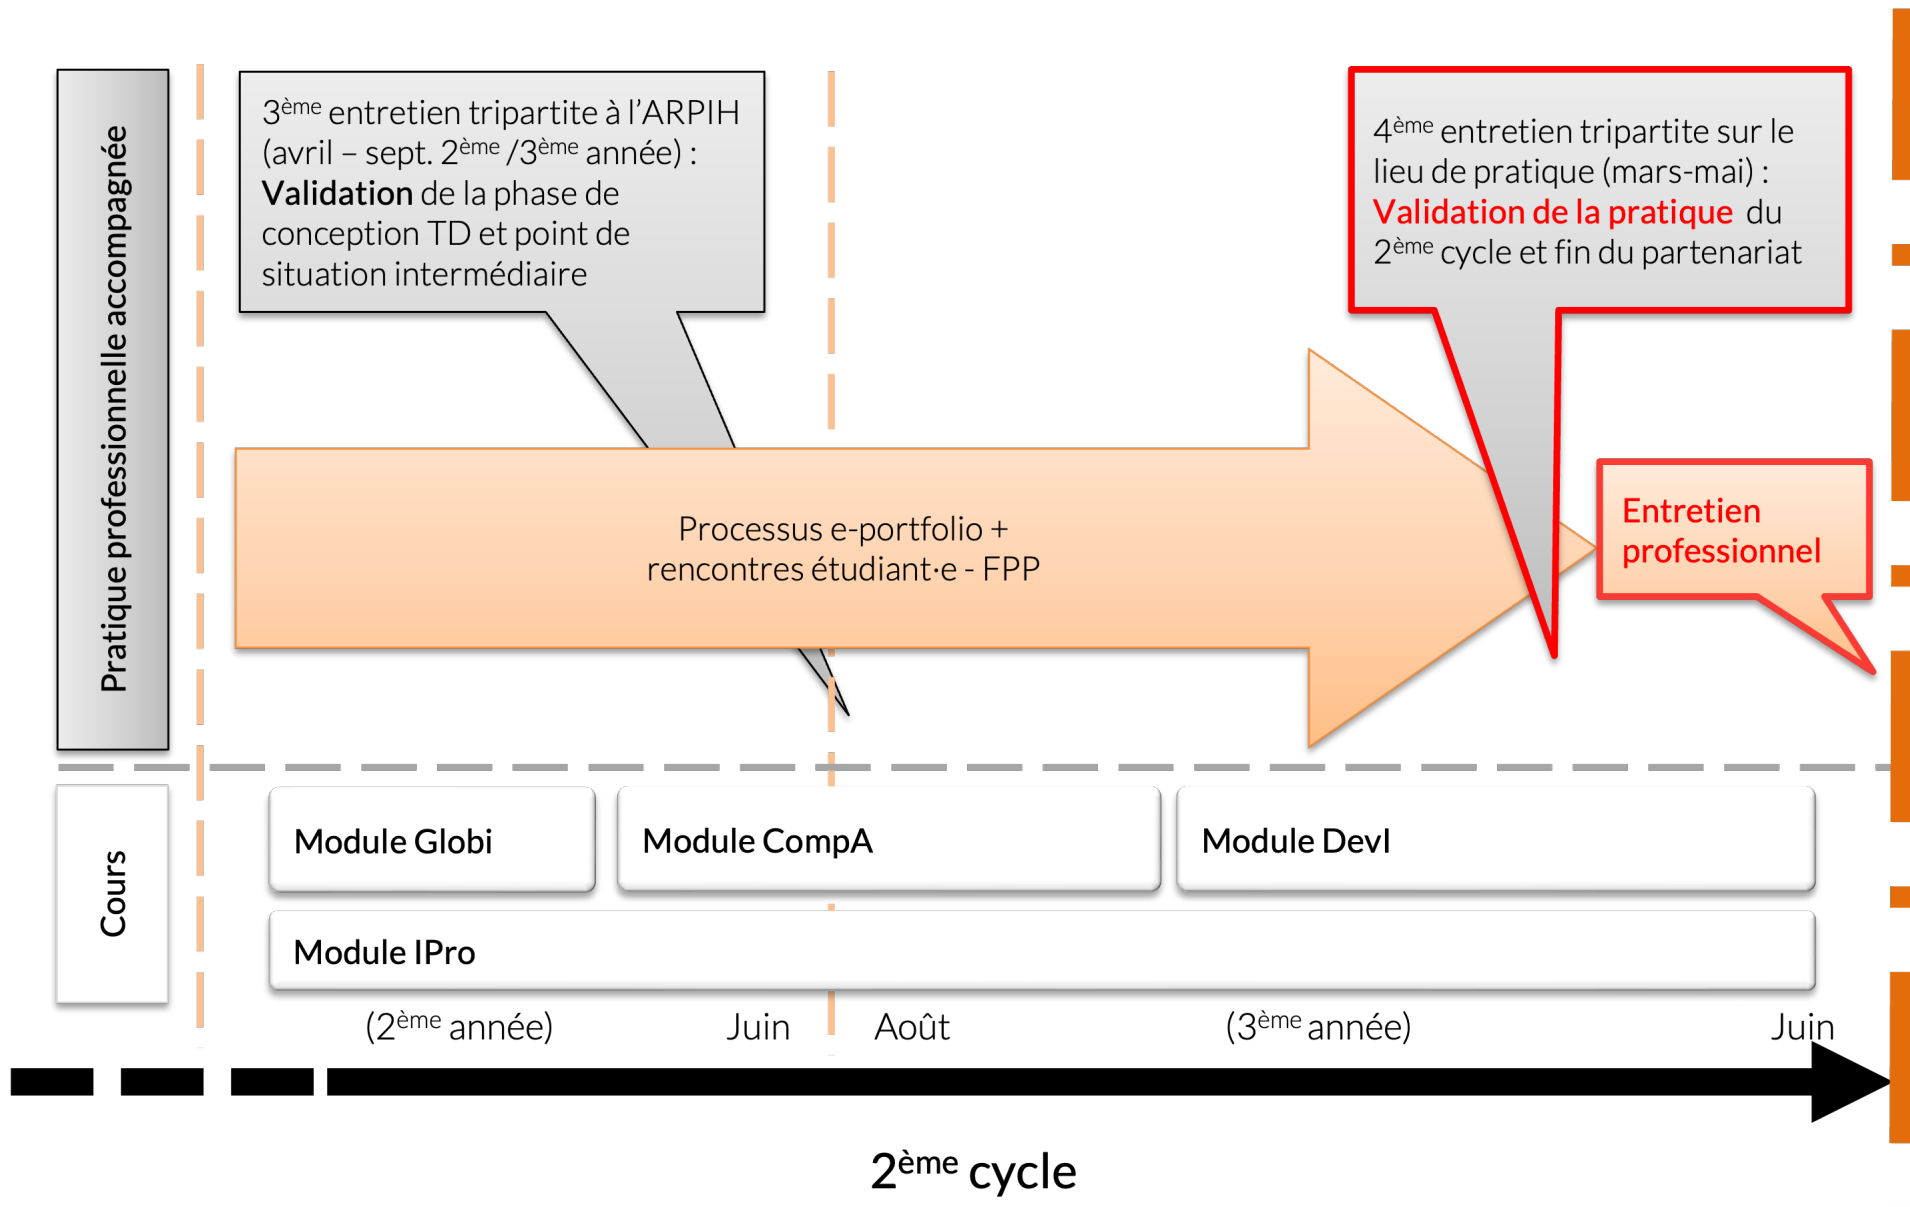 Pratique professionnelle accompagnée
3ème entretien tripartite à l’ARPIH
(avril – sept. 2ème /3ème année) :
Validation de la phase de
conception TD et point de
situation intermédiaire
4ème entretien tripartite sur le
lieu de pratique (mars-mai) :
Validation de la pratique du
2ème cycle et fin du partenariat
Processus e-portfolio +
rencontres étudiant·e - FPP
Entretien
professionnel
Cours
Module Globi
Module CompA
Module DevI
Module IPro
(2ème année)
Juin
Août
(3ème année)
Juin
2ème cycle